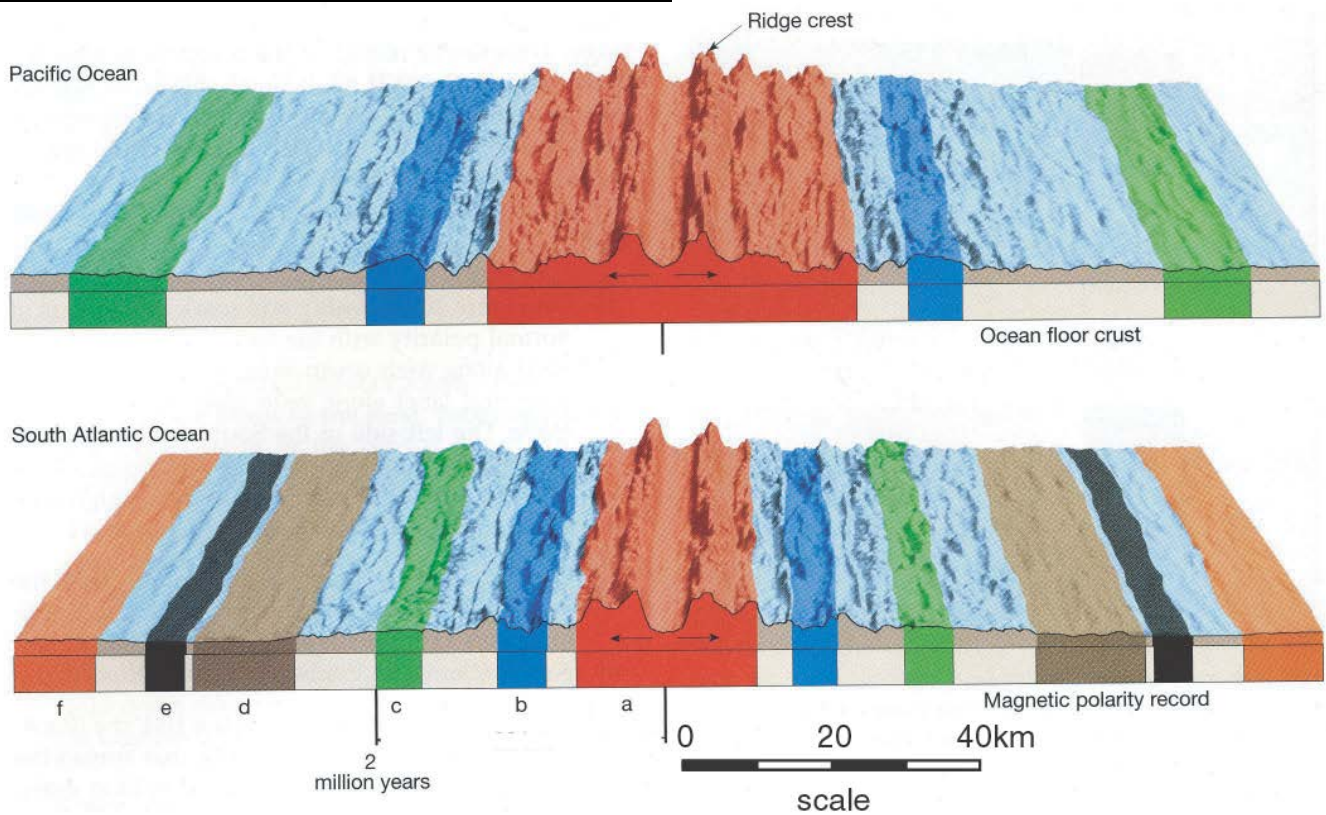 Ridge crest
Pacific Ocean
Ocean floor crust
South Atlantic Ocean
f e d c b a
Magnetic polarity record
0 20 40km
2
million years
scale